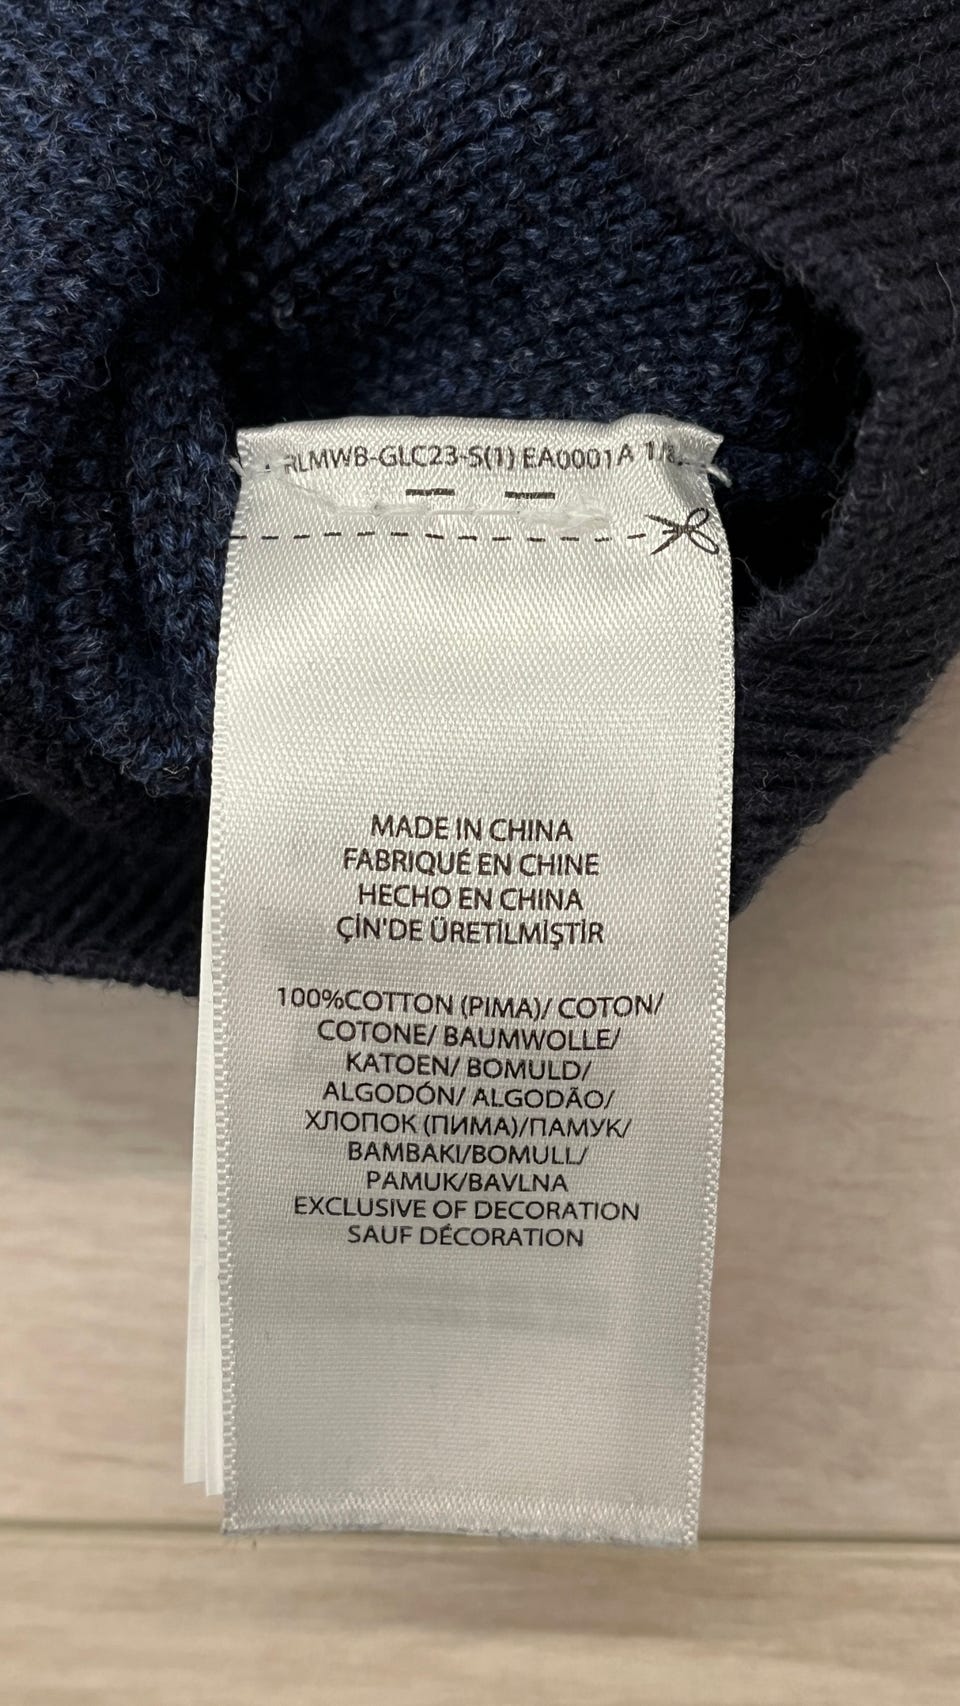 RLMWB-GLC23-S(1) EA0001A
MADE IN CHINA
FABRIQUÉ EN CHINE
HECHO EN CHINA
ÇİN'DE ÜRETİLMİŞTİR
100%COTTON (PIMA)/ COTON/
COTONE/ BAUMWOLLE/
KATOEN/ BOMULD/
ALGODÓN/ ALGODÃO/
ХЛОПОК (ПИМА)/ПАМУК/
BAMBAKI/BOMULL/
PAMUK/BAVLNA
EXCLUSIVE OF DECORATION
SAUF DÉCORATION